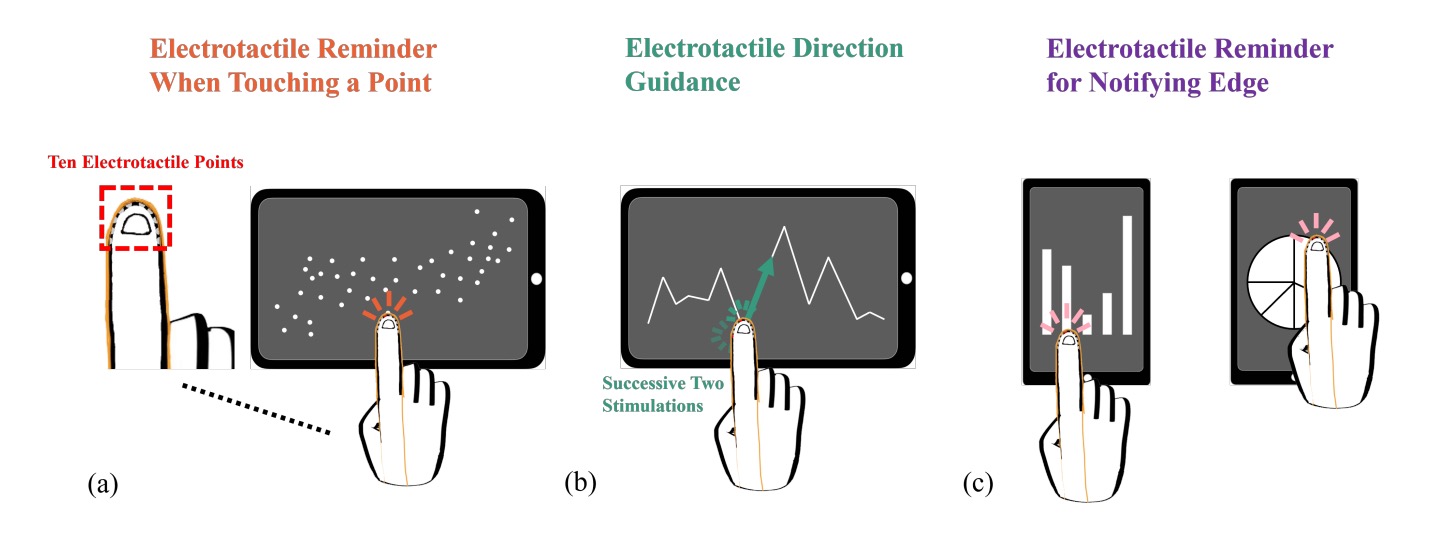 Electrotactile Reminder
When Touching a Point
Electrotactile Direction
Guidance
Electrotactile Reminder
for Notifying Edge
Ten Electrotactile Points
Successive Two
Stimulations
(a)
(b)
(c)